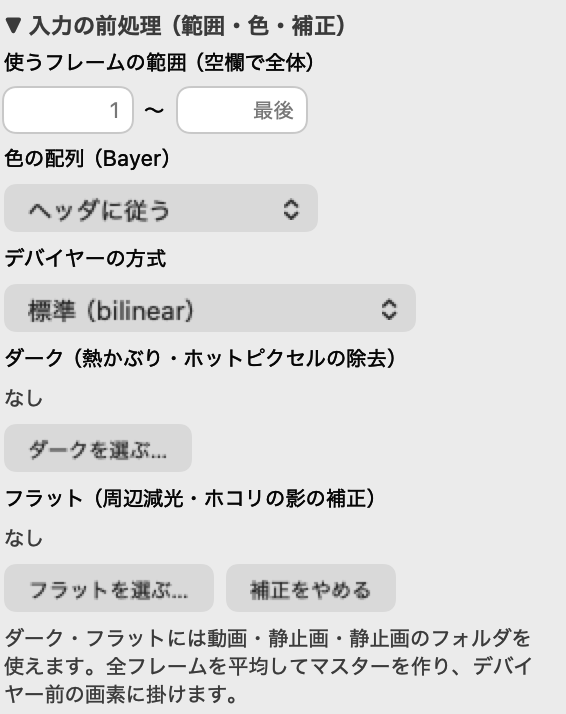 ▼ 入力の前処理（範囲・色・補正）
使うフレームの範囲（空欄で全体）
1 ～ 最後
色の配列（Bayer）
ヘッダに従う
デバイヤーの方式
標準（bilinear）
ダーク（熱かぶり・ホットピクセルの除去）
なし
ダークを選ぶ...
フラット（周辺減光・ホコリの影の補正）
なし
フラットを選ぶ... 補正をやめる
ダーク・フラットには動画・静止画・静止画のフォルダを
使えます。全フレームを平均してマスターを作り、デバイ
ヤー前の画素に掛けます。